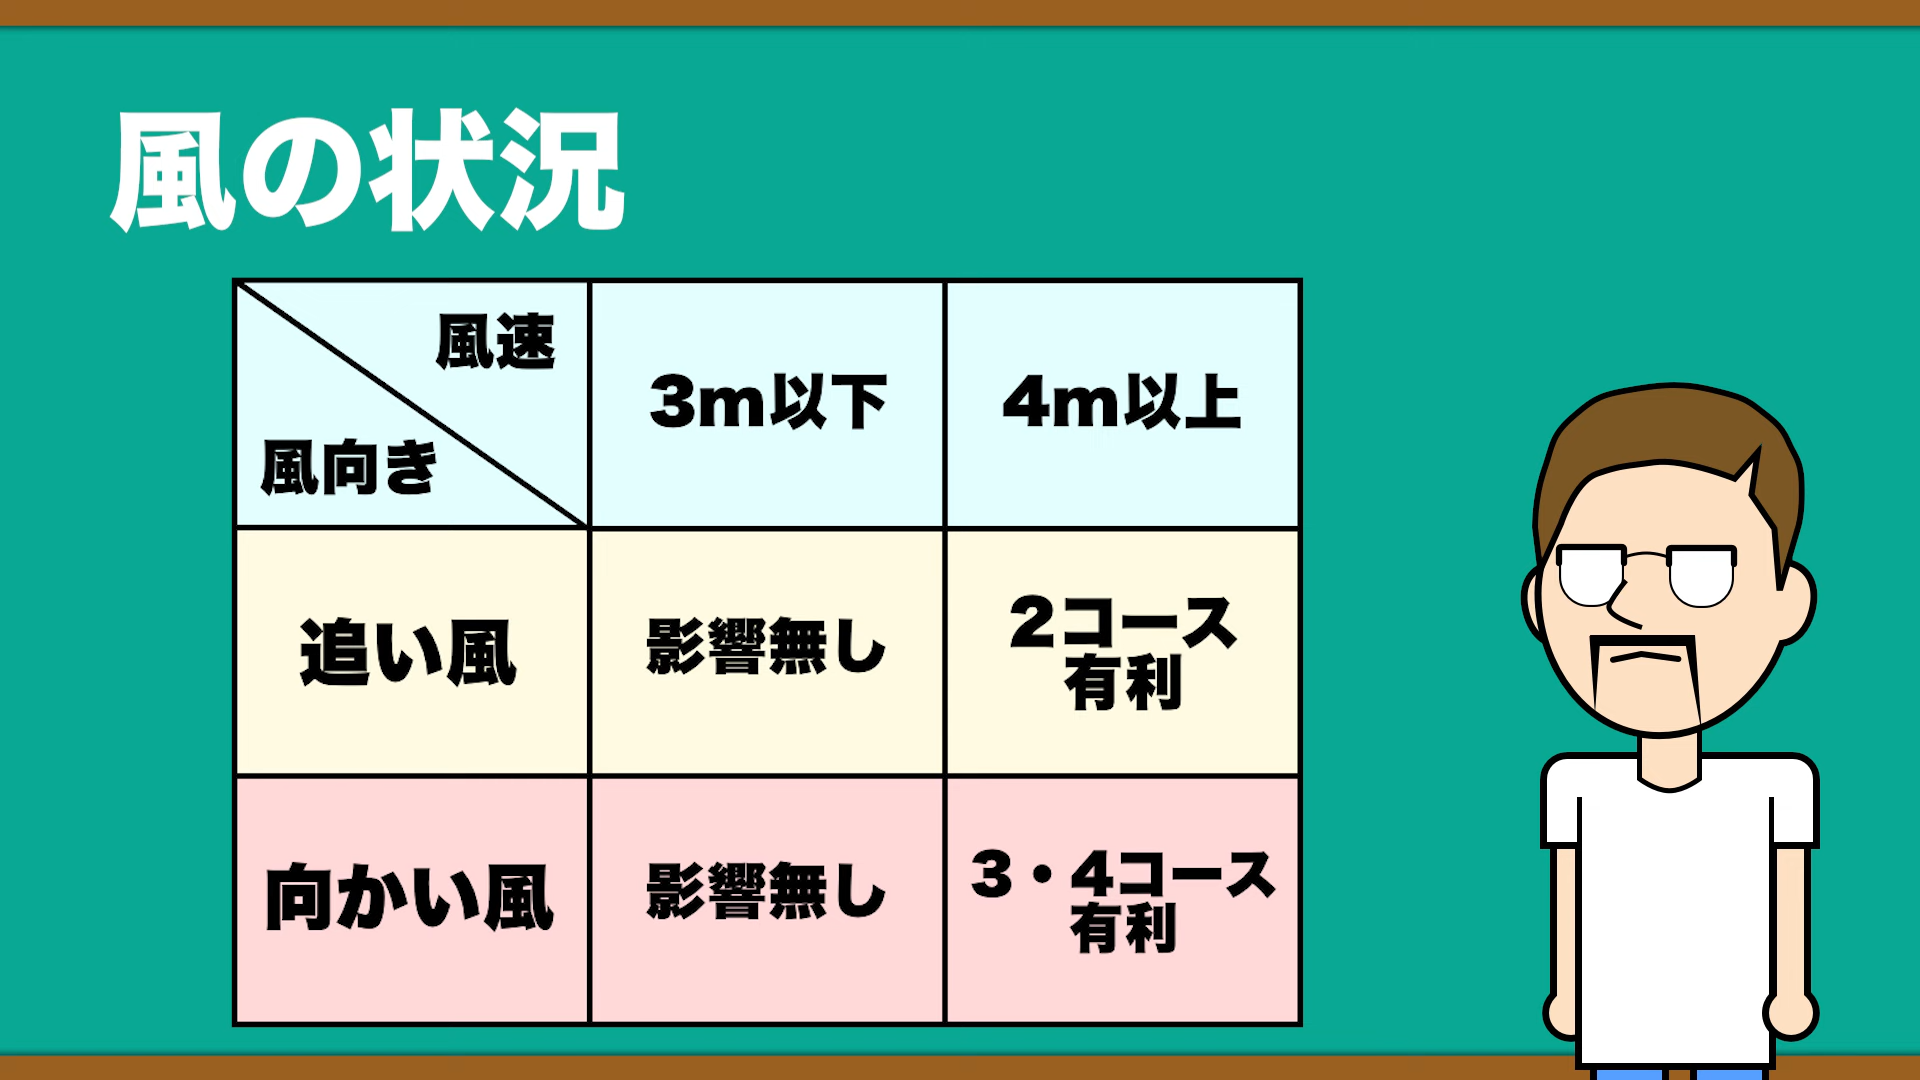 風の状況
風速
風向き
3m以下
4m以上
追い風
影響無し
2コース
有利
向かい風
影響無し
3・4コース
有利